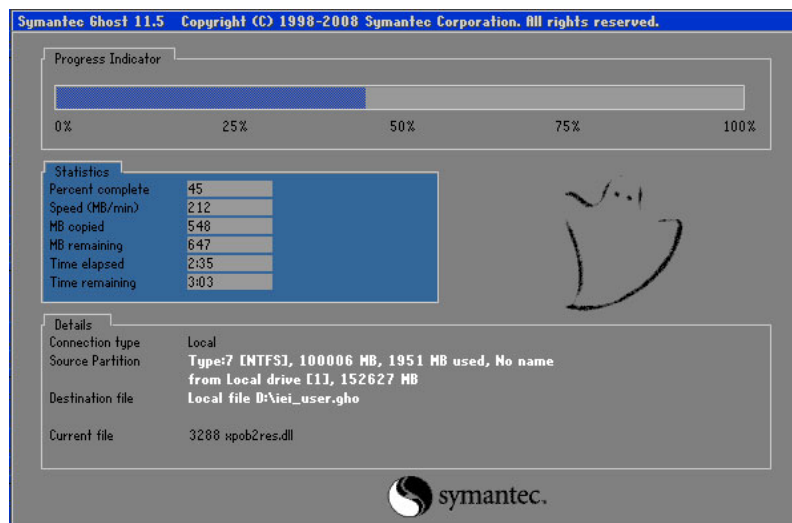 Symantec Ghost 11.5 Copyright (C) 1998-2008 Symantec Corporation. All rights reserved.
Progress Indicator
0% 25% 50% 75% 100%
Statistics
Percent complete 45
Speed (MB/min) 212
MB copied 548
MB remaining 647
Time elapsed 2:35
Time remaining 3:03
Details
Connection type Local
Source Partition Type:7 [NTFS], 100006 MB, 1951 MB used, No name
from Local drive [1], 152627 MB
Destination file Local file D:\iei_user.gho
Current file 3288 xpob2res.dll
symantec.